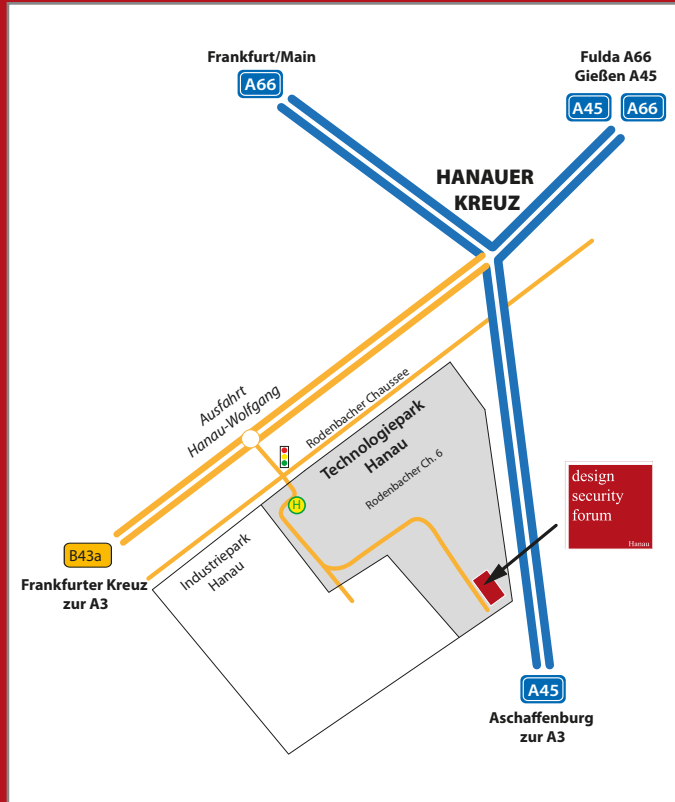 Frankfurt/Main
A66
Fulda A66
Gießen A45
A45 A66
HANAUER
KREUZ
Ausfahrt
Hanau-Wolfgang
Rodenbacher Chaussee
Technologiepark
Hanau
Rodenbacher Ch. 6
H
design
security
forum
Hanau
Industriepark
Hanau
B43a
Frankfurter Kreuz
zur A3
A45
Aschaffenburg
zur A3